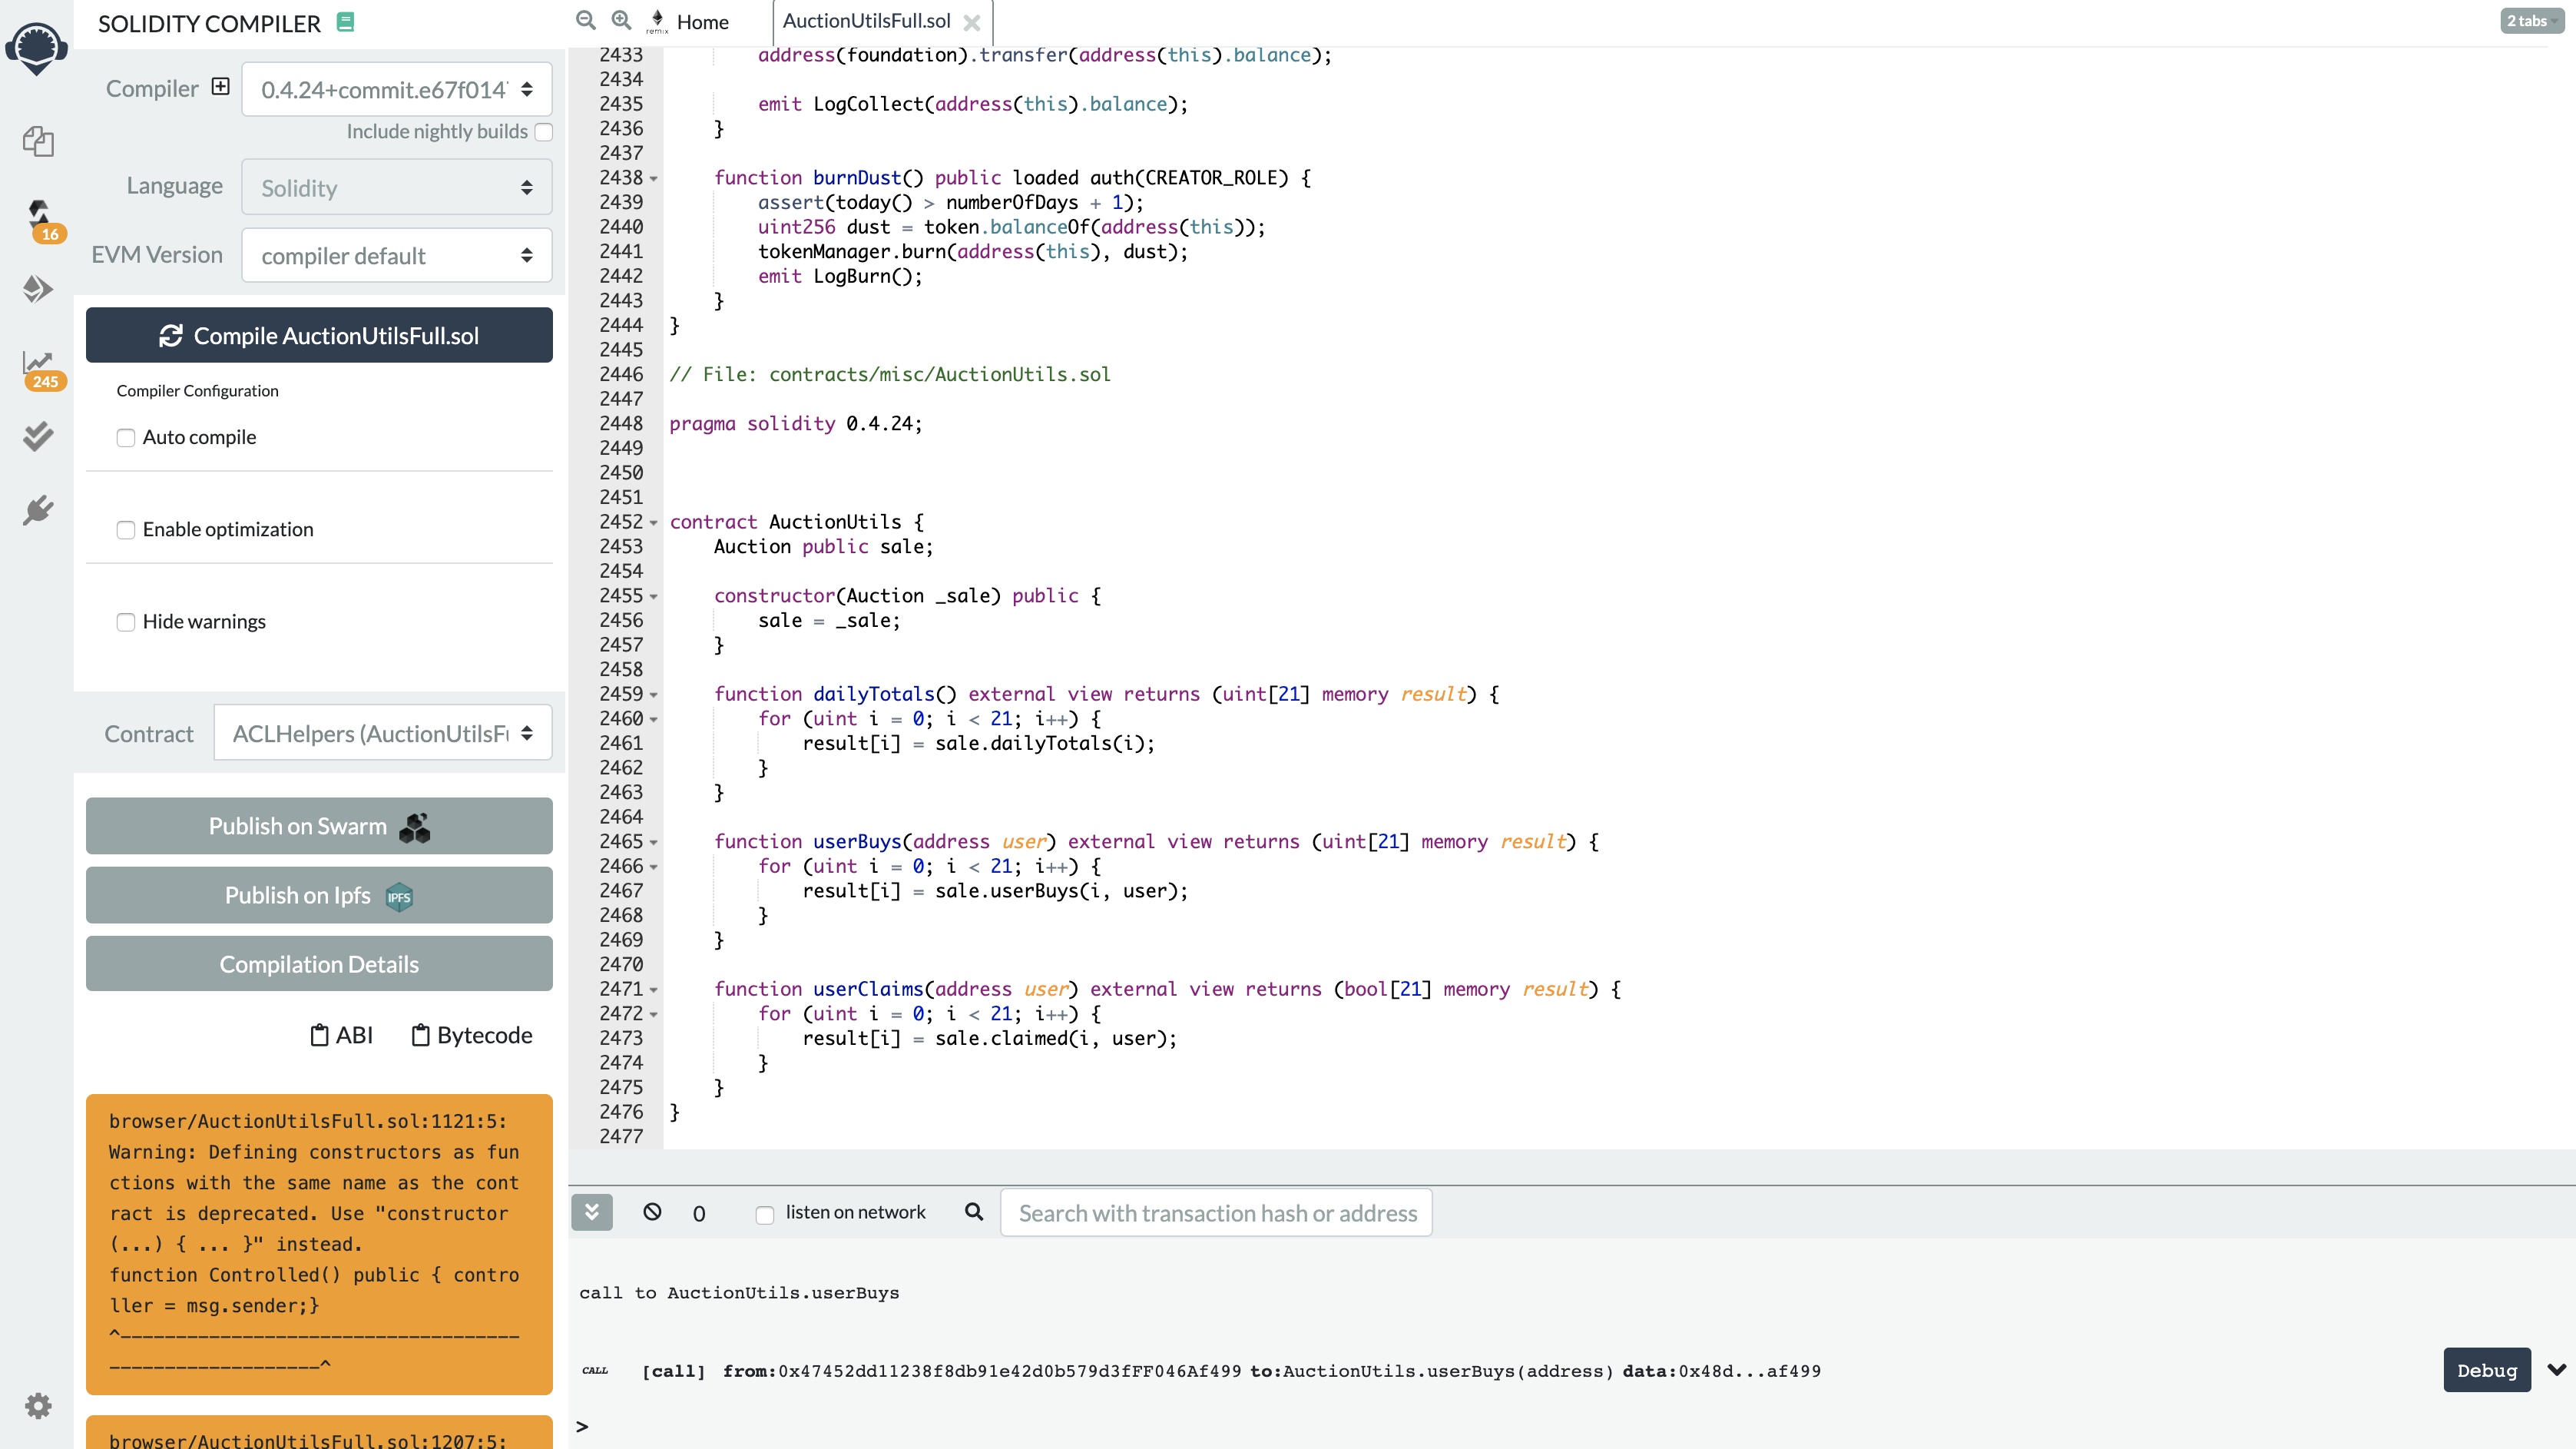 SOLIDITY COMPILER
Compiler
0.4.24+commit.e67f014
Include nightly builds
Language
Solidity
16
EVM Version
compiler default
Compile AuctionUtilsFull.sol
245
Compiler Configuration
Auto compile
Enable optimization
Hide warnings
Contract
ACLHelpers (AuctionUtilsF
Publish on Swarm
Publish on Ipfs
IPFS
Compilation Details
ABI
Bytecode
browser/AuctionUtilsFull.sol:1121:5:
Warning: Defining constructors as fun
ctions with the same name as the cont
ract is deprecated. Use "constructor
(...) { ... }" instead.
function Controlled() public { contro
ller = msg.sender;}
^------------------------------------
-------------------^
browser/AuctionUtilsFull.sol:1207:5:
remix
Home
AuctionUtilsFull.sol
2 tabs
2433 address(foundation).transfer(address(this).balance);
2434
2435 emit LogCollect(address(this).balance);
2436 }
2437
2438 function burnDust() public loaded auth(CREATOR_ROLE) {
2439 assert(today() > numberOfDays + 1);
2440 uint256 dust = token.balanceOf(address(this));
2441 tokenManager.burn(address(this), dust);
2442 emit LogBurn();
2443 }
2444 }
2445
2446 // File: contracts/misc/AuctionUtils.sol
2447
2448 pragma solidity 0.4.24;
2449
2450
2451
2452 contract AuctionUtils {
2453 Auction public sale;
2454
2455 constructor(Auction _sale) public {
2456 sale = _sale;
2457 }
2458
2459 function dailyTotals() external view returns (uint[21] memory result) {
2460 for (uint i = 0; i < 21; i++) {
2461 result[i] = sale.dailyTotals(i);
2462 }
2463 }
2464
2465 function userBuys(address user) external view returns (uint[21] memory result) {
2466 for (uint i = 0; i < 21; i++) {
2467 result[i] = sale.userBuys(i, user);
2468 }
2469 }
2470
2471 function userClaims(address user) external view returns (bool[21] memory result) {
2472 for (uint i = 0; i < 21; i++) {
2473 result[i] = sale.claimed(i, user);
2474 }
2475 }
2476 }
2477
0
listen on network
Search with transaction hash or address
call to AuctionUtils.userBuys
CALL [call] from:0x47452dd11238f8db91e42d0b579d3fFF046Af499 to:AuctionUtils.userBuys(address) data:0x48d...af499
Debug
>